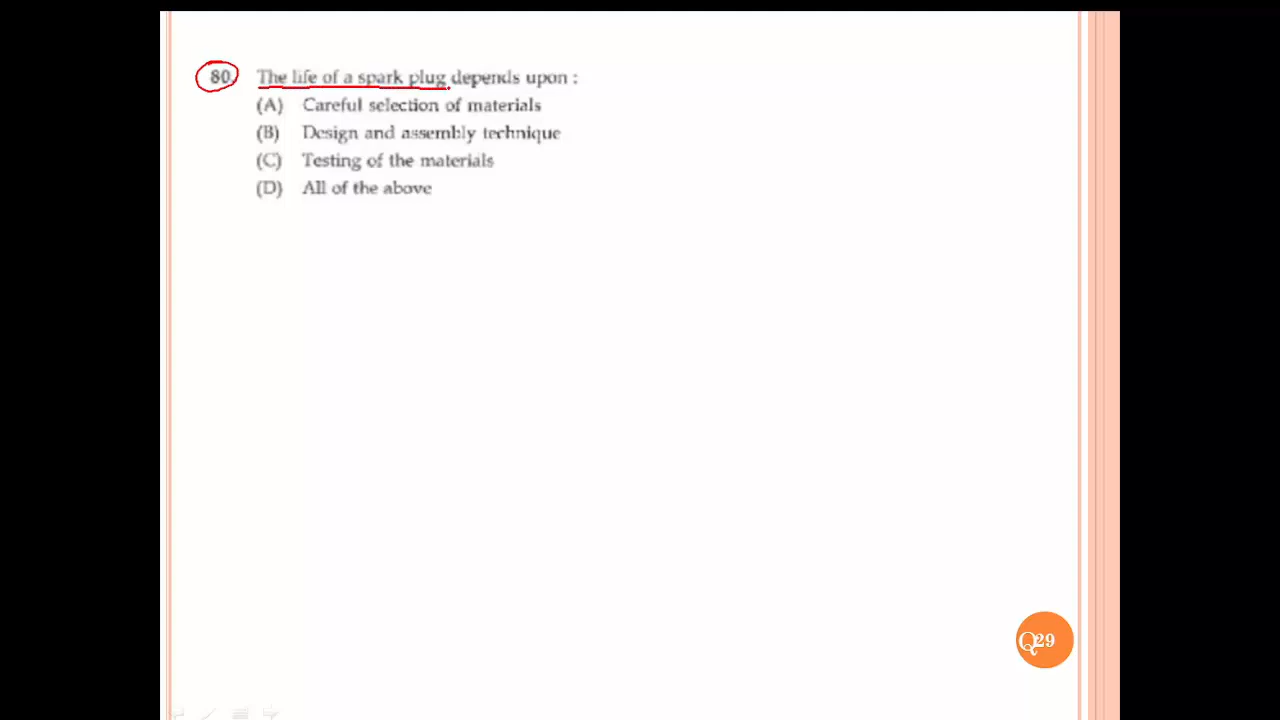 80. The life of a spark plug depends upon :
(A) Careful selection of materials
(B) Design and assembly technique
(C) Testing of the materials
(D) All of the above
Q29